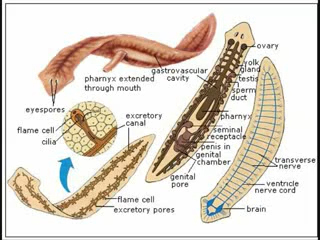 pharnyx extended
through mouth
eyespores
flame cell
cilia
excretory
canal
flame cell
excretory pores
gastrovascular
cavity
ovary
yolk
gland
testis
sperm
duct
pharnyx
seminal
receptacle
penis in
genital
chamber
genital
pore
transverse
nerve
ventricle
nerve cord
brain